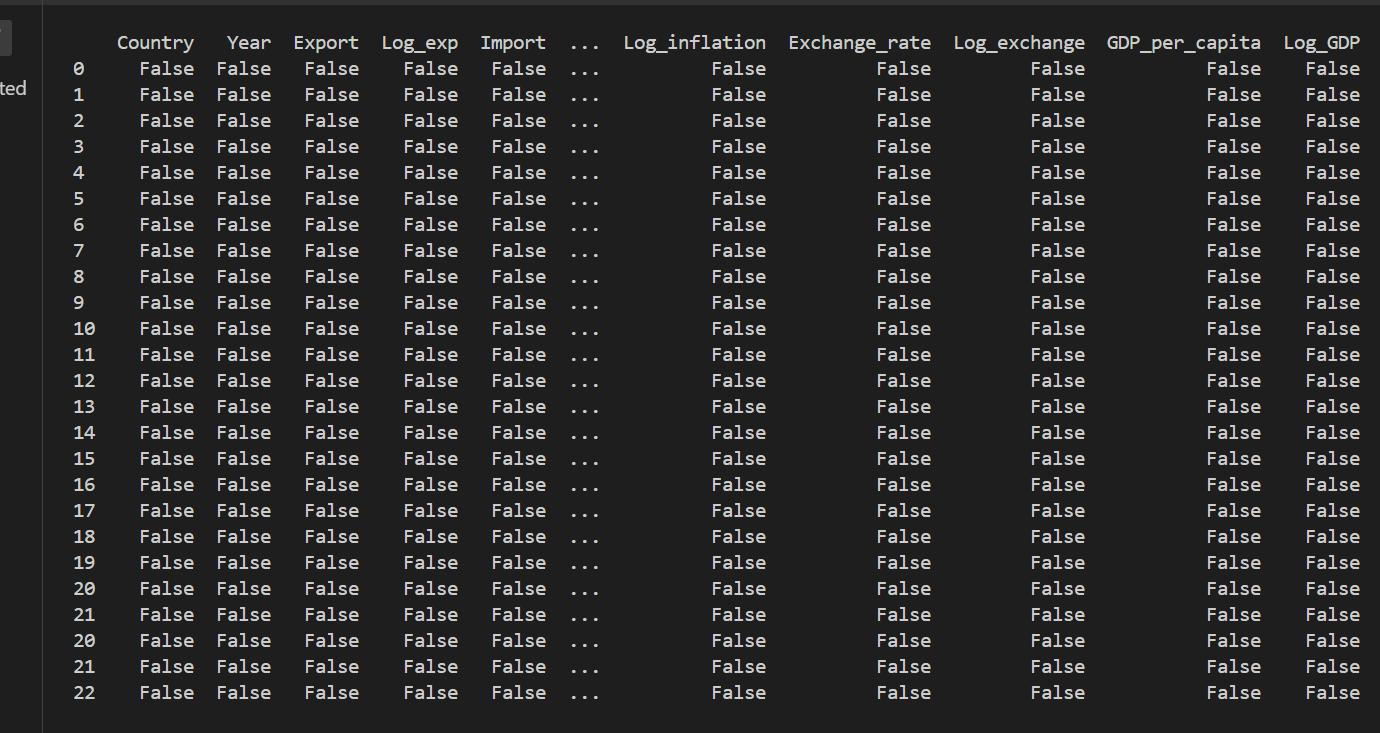 Country Year Export Log_exp Import ... Log_inflation Exchange_rate Log_exchange GDP_per_capita Log_GDP
0 False False False False False ... False False False False False
ted
1 False False False False False ... False False False False False
2 False False False False False ... False False False False False
3 False False False False False ... False False False False False
4 False False False False False ... False False False False False
5 False False False False False ... False False False False False
6 False False False False False ... False False False False False
7 False False False False False ... False False False False False
8 False False False False False ... False False False False False
9 False False False False False ... False False False False False
10 False False False False False ... False False False False False
11 False False False False False ... False False False False False
12 False False False False False ... False False False False False
13 False False False False False ... False False False False False
14 False False False False False ... False False False False False
15 False False False False False ... False False False False False
16 False False False False False ... False False False False False
17 False False False False False ... False False False False False
18 False False False False False ... False False False False False
19 False False False False False ... False False False False False
20 False False False False False ... False False False False False
21 False False False False False ... False False False False False
20 False False False False False ... False False False False False
21 False False False False False ... False False False False False
22 False False False False False ... False False False False False